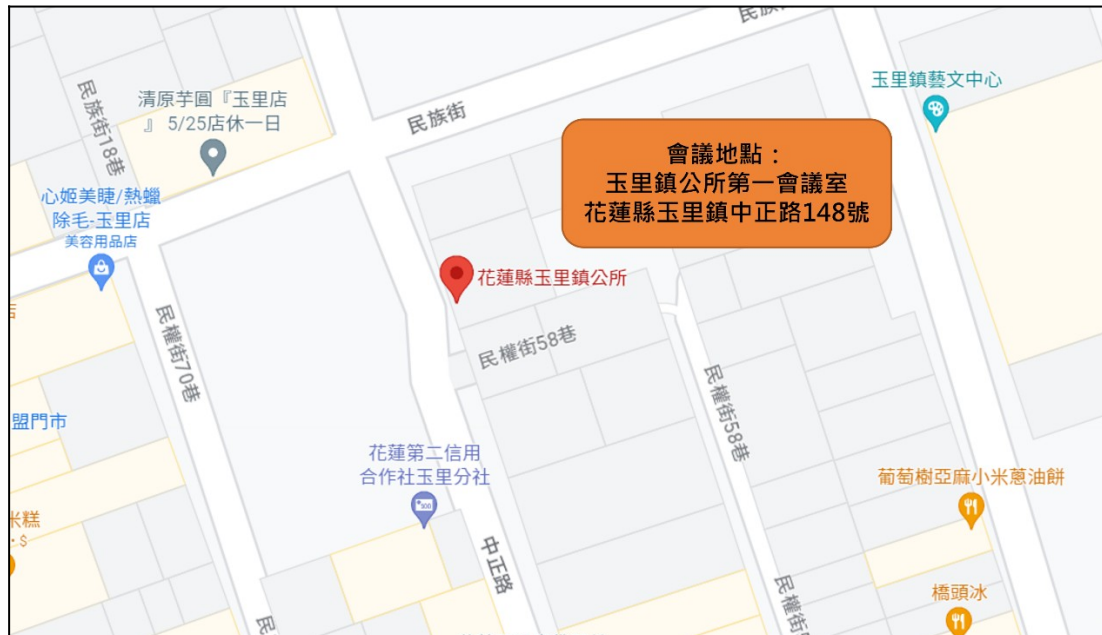 民族街
民族街18巷
清原芋圓『玉里店
』 5/25店休一日
民族街
玉里鎮藝文中心
會議地點：
玉里鎮公所第一會議室
花蓮縣玉里鎮中正路148號
心姬美睫/熱蠟
除毛-玉里店
美容用品店
花蓮縣玉里鎮公所
民權街70巷
民權街58巷
民權街58巷
盟門市
花蓮第二信用
合作社玉里分社
葡萄樹亞麻小米蔥油餅
米糕
· $
中正路
橋頭冰
民權街
民